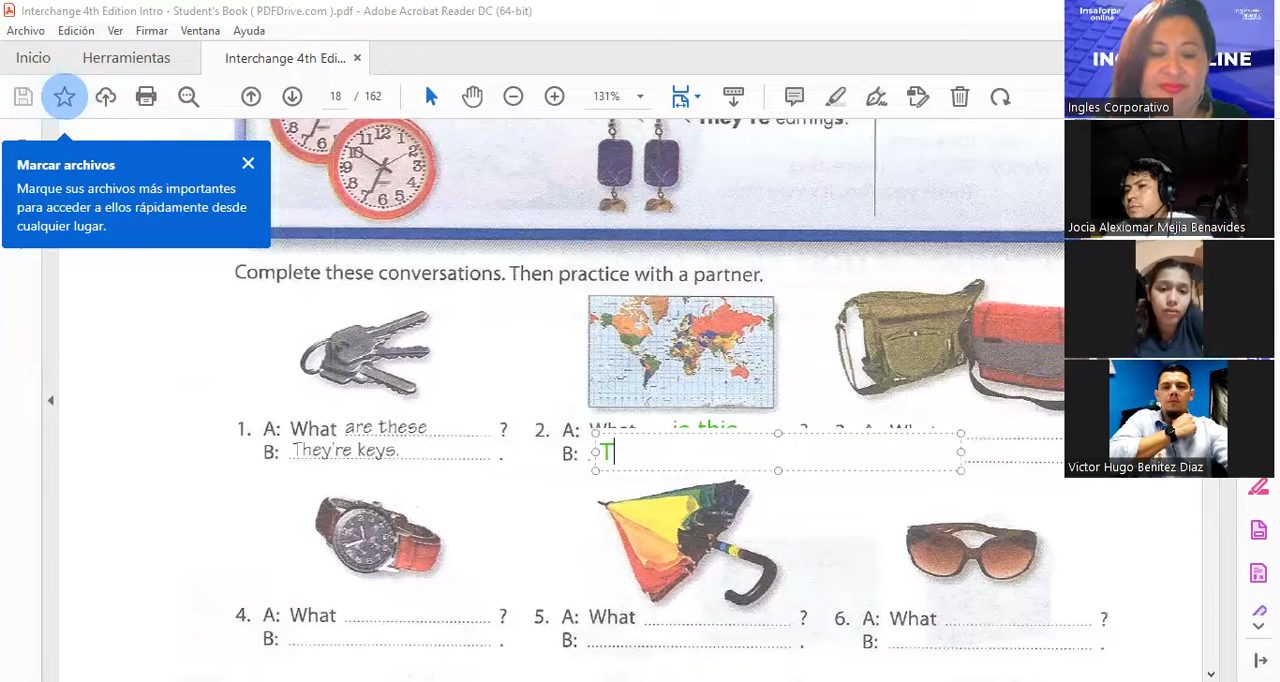 Interchange 4th Edition Intro - Student's Book ( PDFDrive.com ).pdf - Adobe Acrobat Reader DC (64-bit)
Archivo Edición Ver Firmar Ventana Ayuda
Inicio Herramientas Interchange 4th Edi... ×
18 / 162 131%
Marcar archivos
Marque sus archivos más importantes
para acceder a ellos rápidamente desde
cualquier lugar.
They're earrings.
Complete these conversations. Then practice with a partner.
1. A: What are these ?
B: They're keys. .
2. A: What is this ?
B: T
3. A: What
4. A: What ?
B: .
5. A: What ?
B: .
6. A: What ?
B: .
Insaforp
online
Ingles Corporativo
Jocia Alexiomar Mejia Benavides
Victor Hugo Benitez Diaz